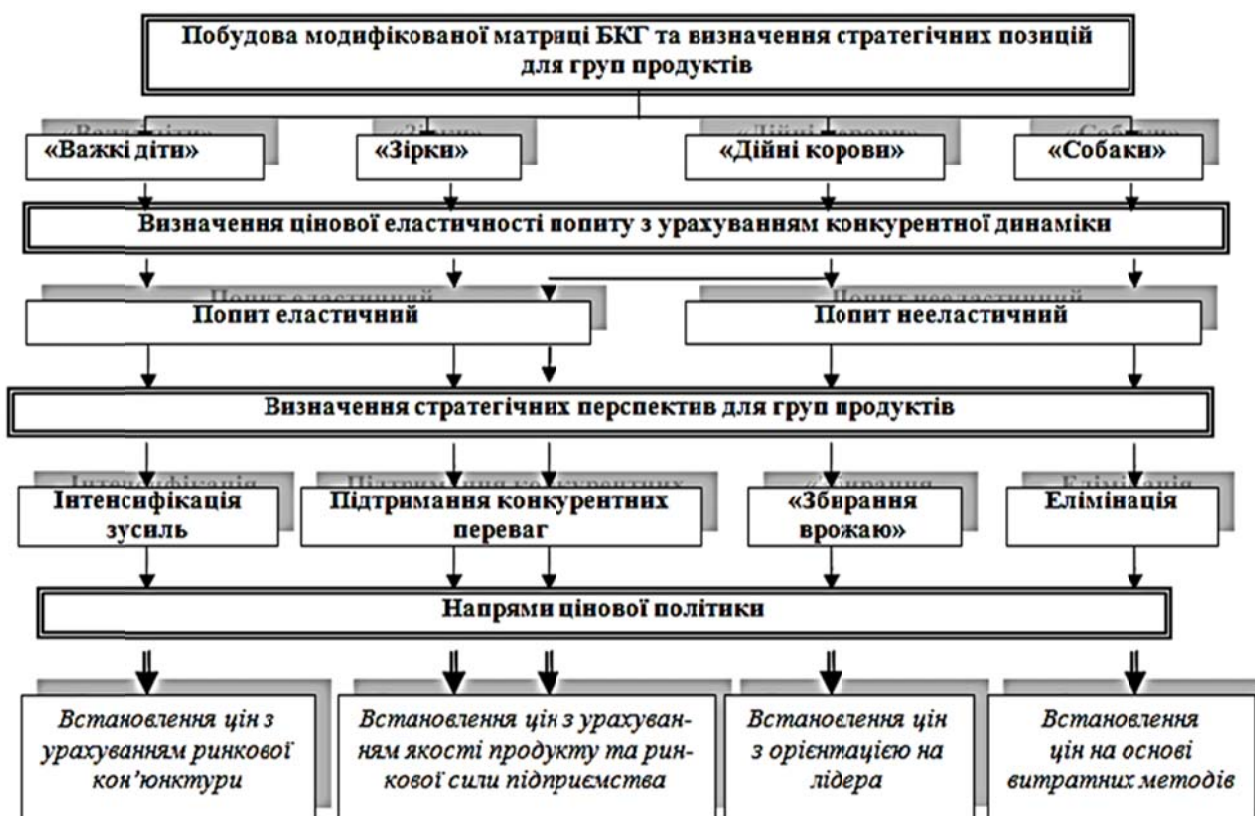 Побудова модифікованої матриці БКГ та визначення стратегічних позицій
для груп продуктів
«Важкі діти»
«Зірки»
«Дійні корови»
«Собаки»
Визначення цінової еластичності попиту з урахуванням конкурентної динаміки
Попит еластичний
Попит нееластичний
Визначення стратегічних перспектив для груп продуктів
Інтенсифікація
зусиль
Підтримання конкурентних
переваг
«Збирання
врожаю»
Елімінація
Напрями цінової політики
Встановлення цін з
урахуванням ринкової
кон’юнктури
Встановлення цін з урахуван-
ням якості продукту та рин-
кової сили підприємства
Встановлення цін
з орієнтацією на
лідера
Встановлення
цін на основі
витратних методів